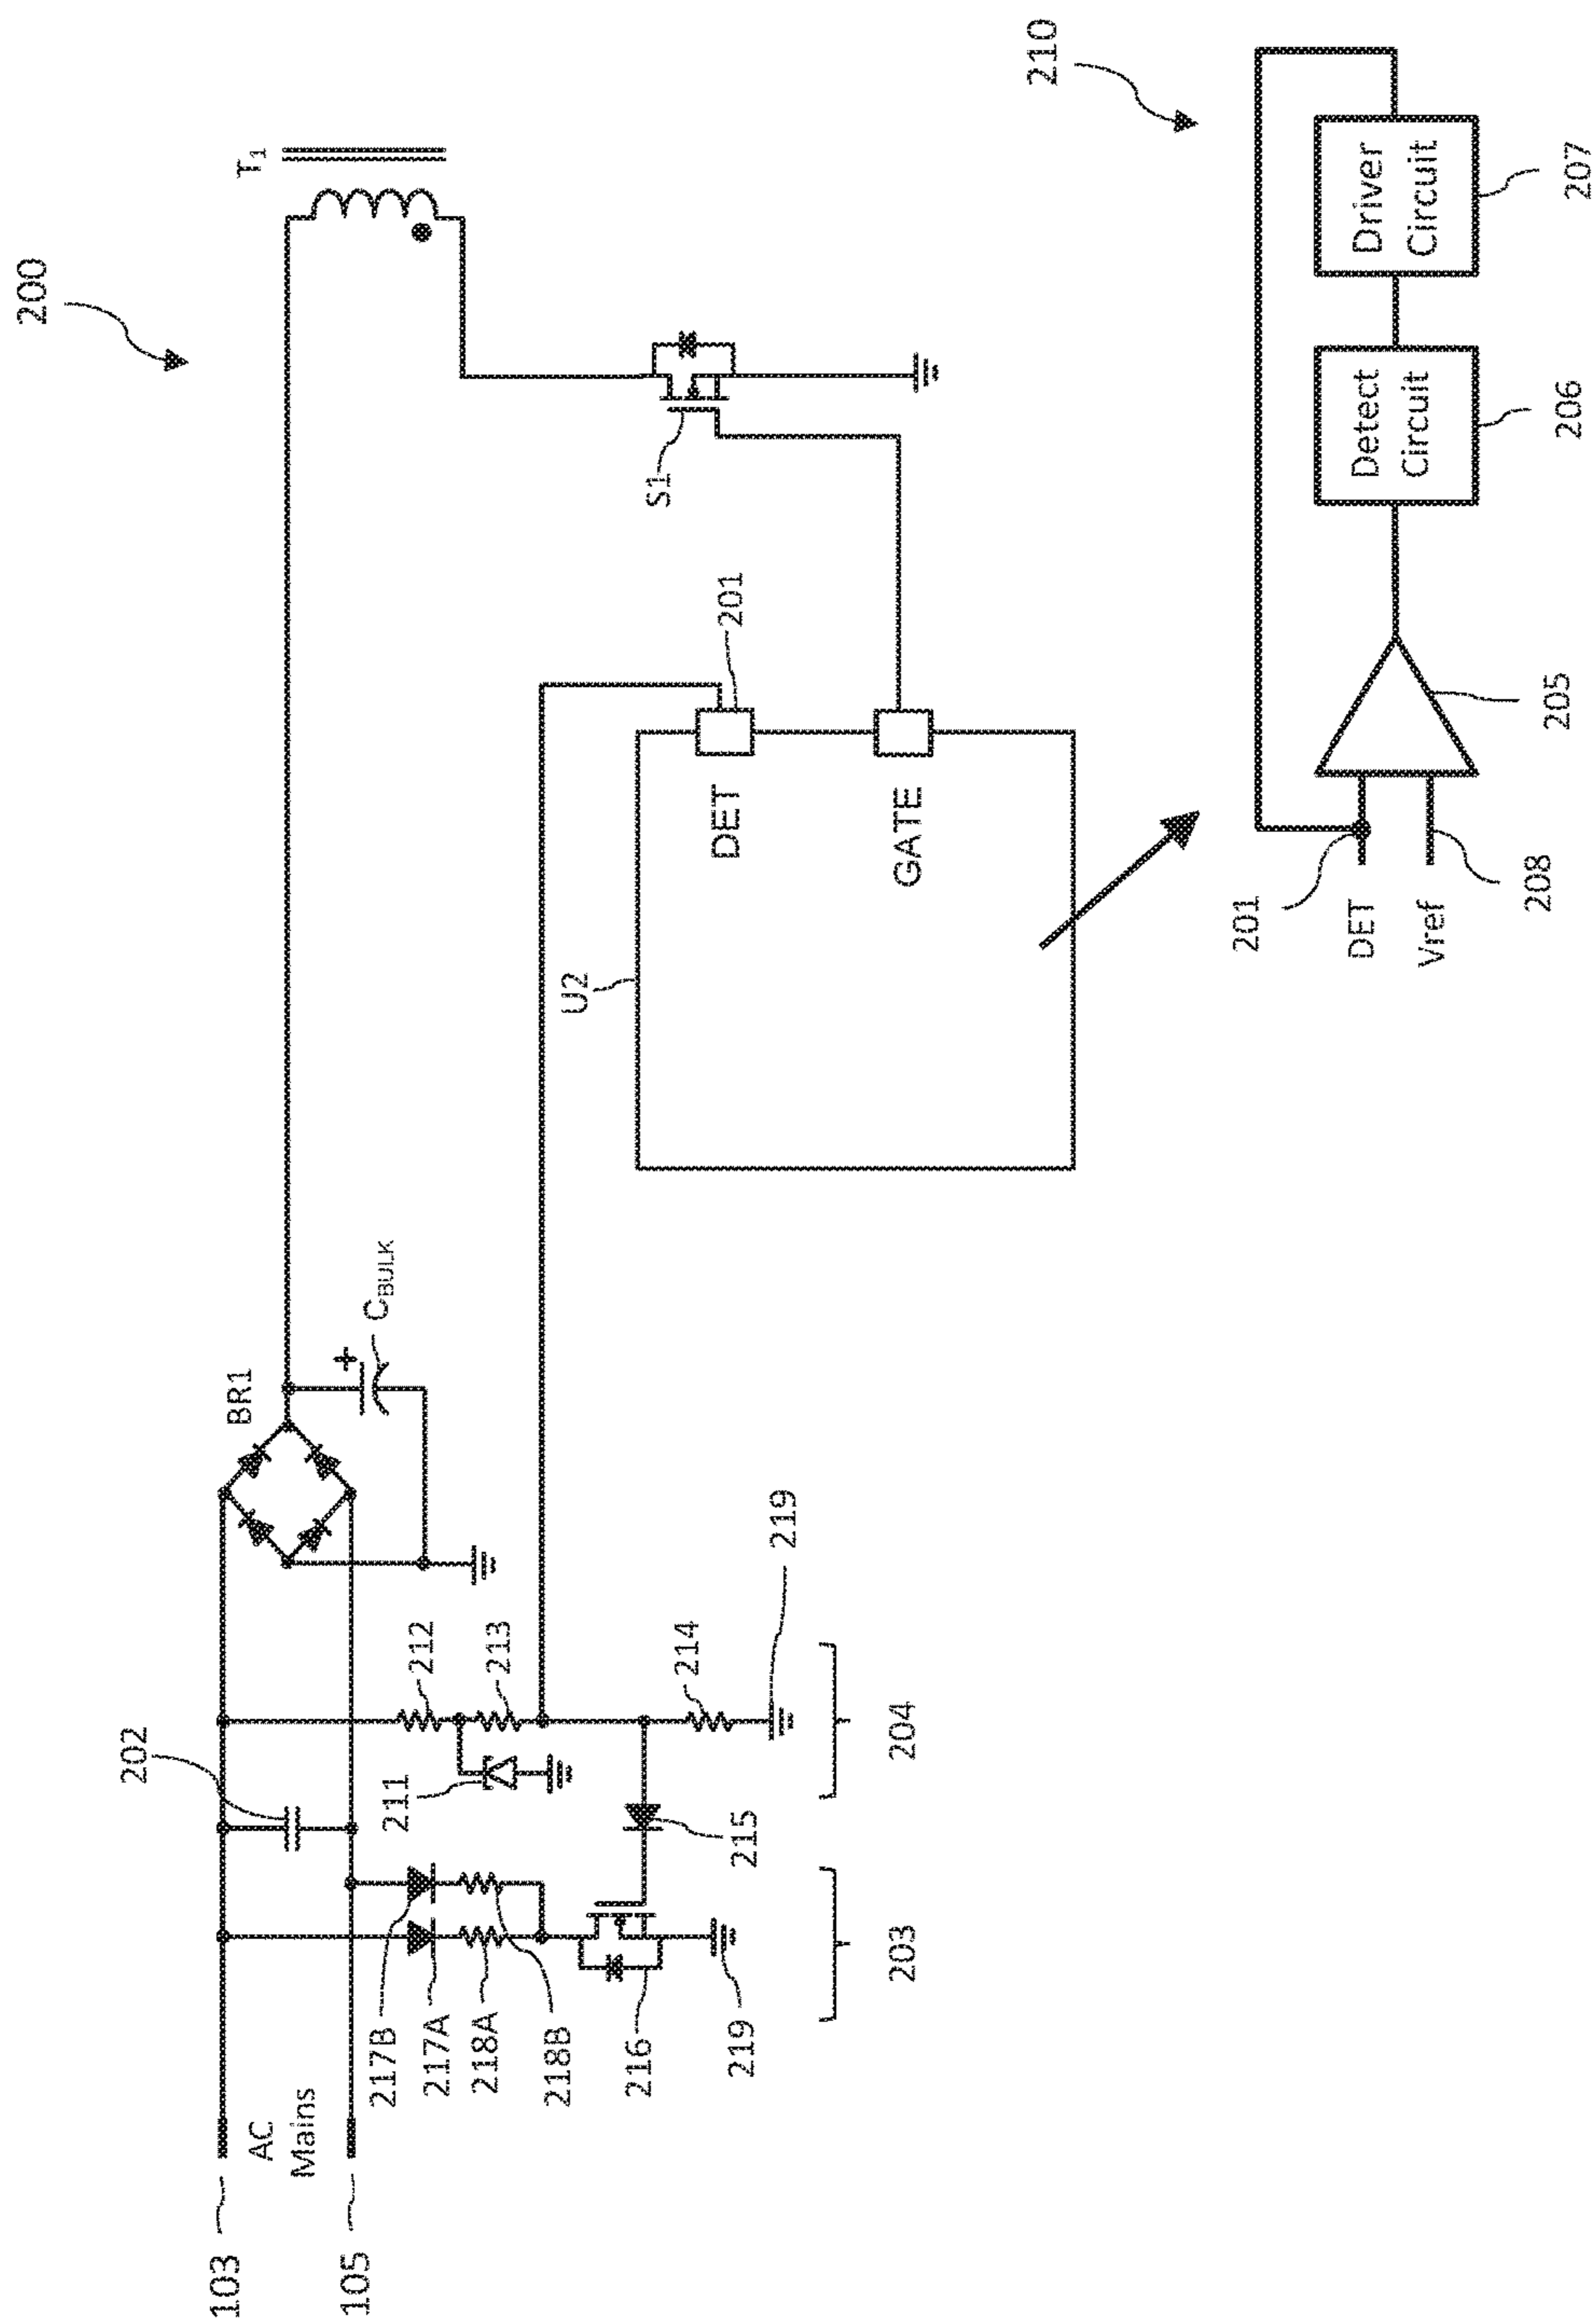 200
T1
BR1
+
CBULK
202
103
AC
Mains
105
212
213
211
214
219
215
204
217B
217A
218A
218B
216
219
203
S1
U2
DET
201
GATE
210
201
DET
Vref
208
205
Detect
Circuit
206
Driver
Circuit
207